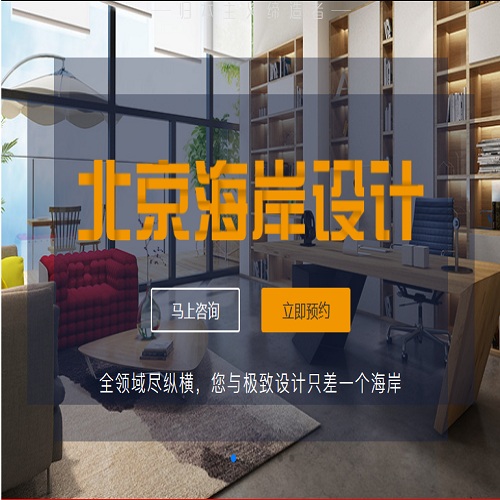 北京海岸设计
马上咨询
立即预约
全领域尽纵横，您与极致设计只差一个海岸